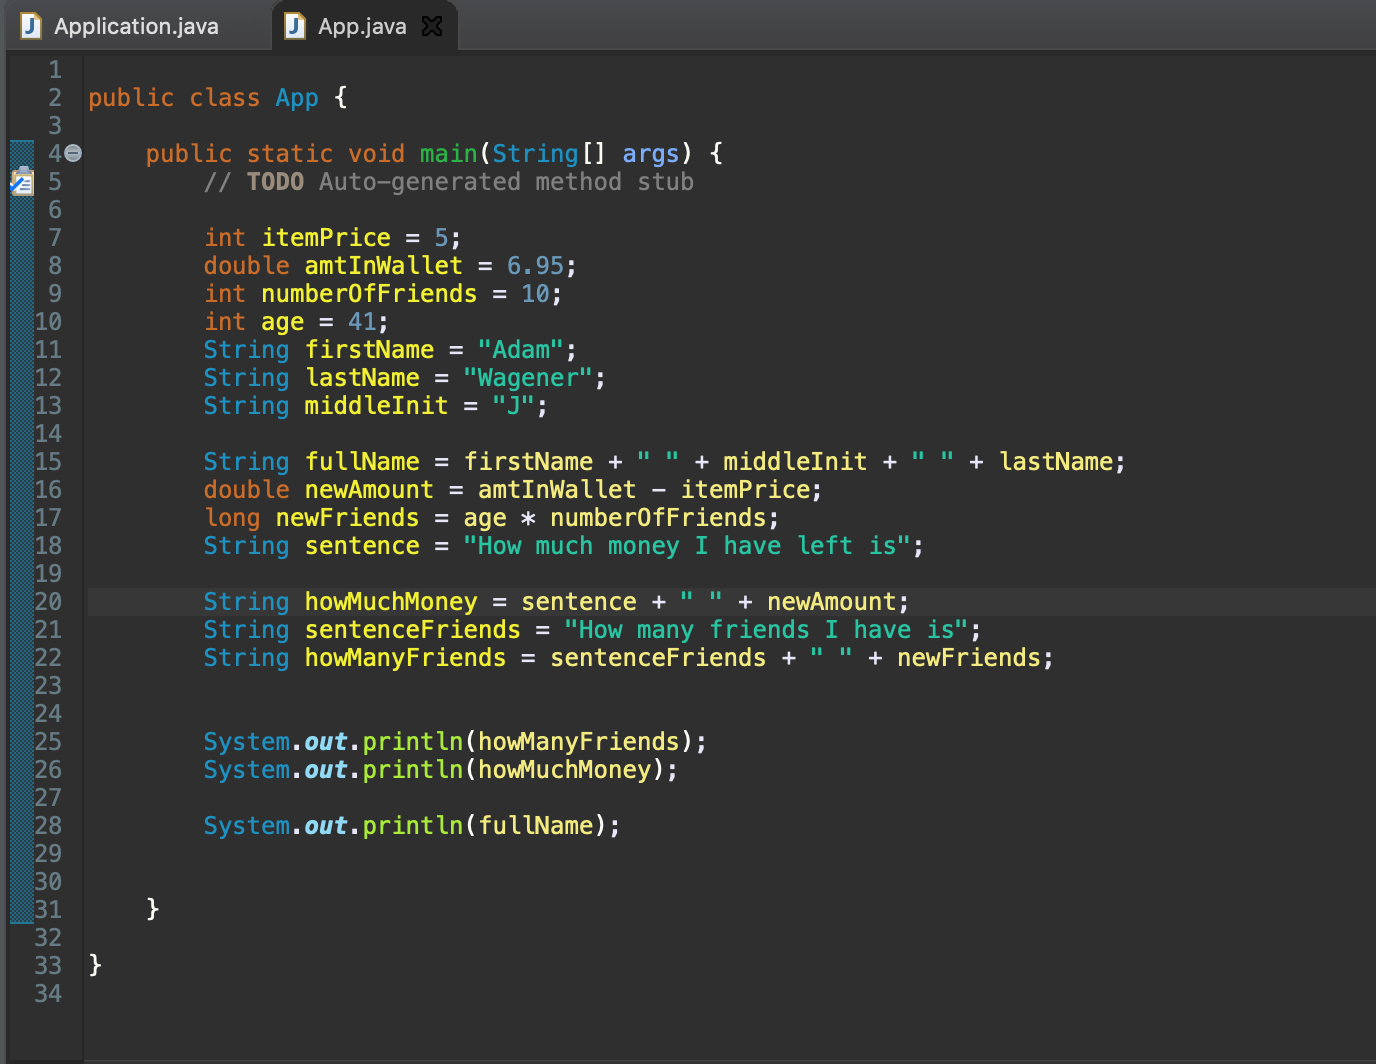 Application.java App.java
1
2 public class App {
3
4 public static void main(String[] args) {
5 // TODO Auto-generated method stub
6
7 int itemPrice = 5;
8 double amtInWallet = 6.95;
9 int numberOfFriends = 10;
10 int age = 41;
11 String firstName = "Adam";
12 String lastName = "Wagener";
13 String middleInit = "J";
14
15 String fullName = firstName + " " + middleInit + " " + lastName;
16 double newAmount = amtInWallet - itemPrice;
17 long newFriends = age * numberOfFriends;
18 String sentence = "How much money I have left is";
19
20 String howMuchMoney = sentence + " " + newAmount;
21 String sentenceFriends = "How many friends I have is";
22 String howManyFriends = sentenceFriends + " " + newFriends;
23
24
25 System.out.println(howManyFriends);
26 System.out.println(howMuchMoney);
27
28 System.out.println(fullName);
29
30
31 }
32
33 }
34